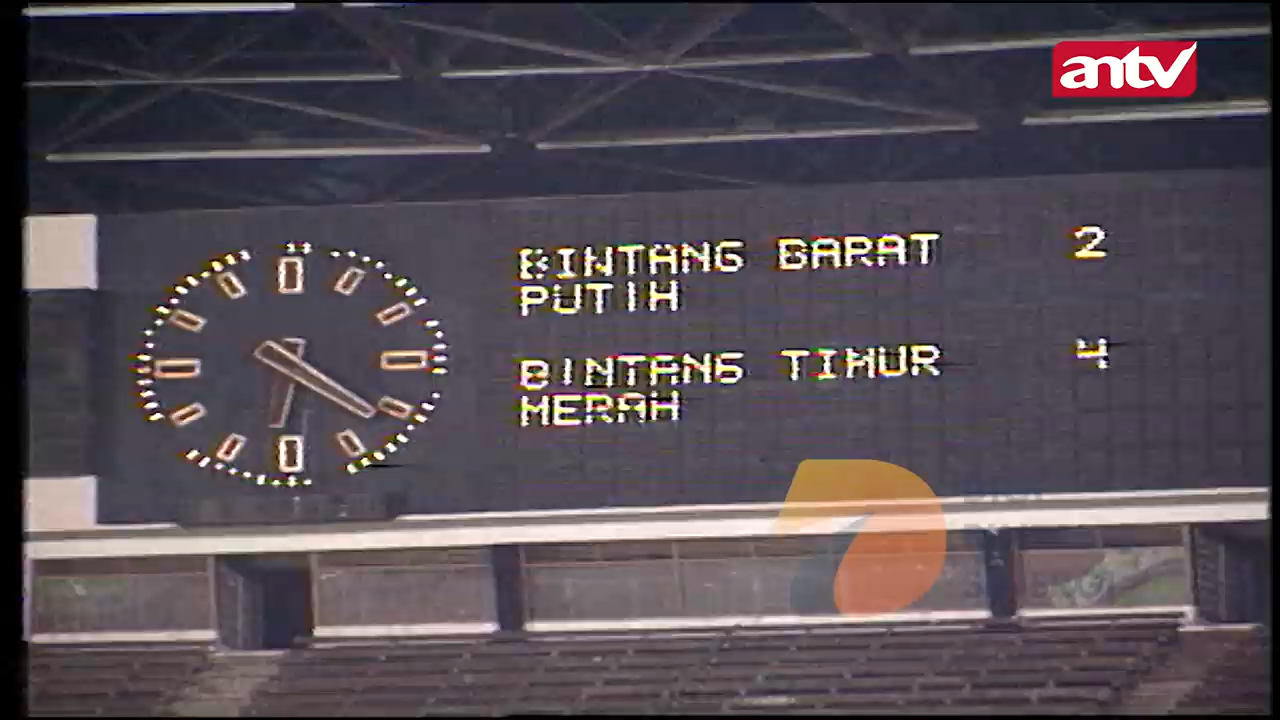 antv
BINTANG BARAT 2
PUTIH
BINTANG TIMUR 4
MERAH